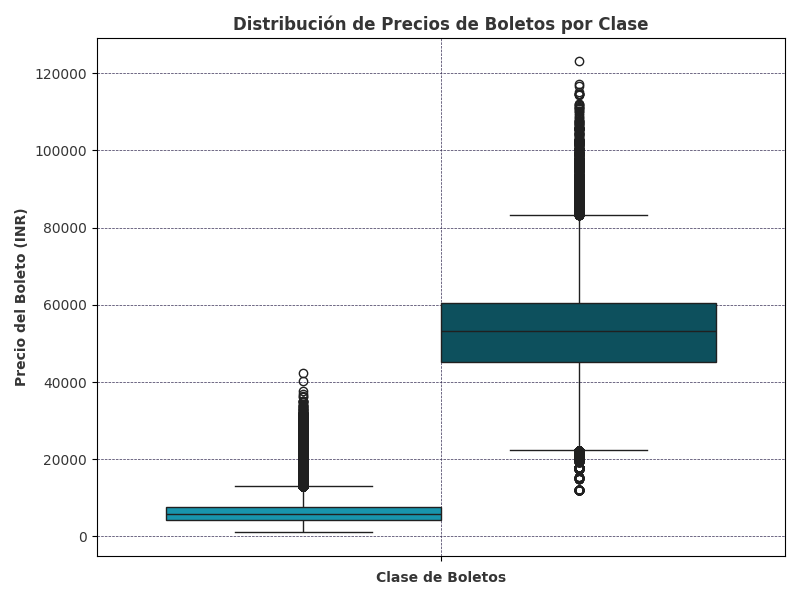 Distribución de Precios de Boletos por Clase
Precio del Boleto (INR)
120000
100000
80000
60000
40000
20000
0
Clase de Boletos